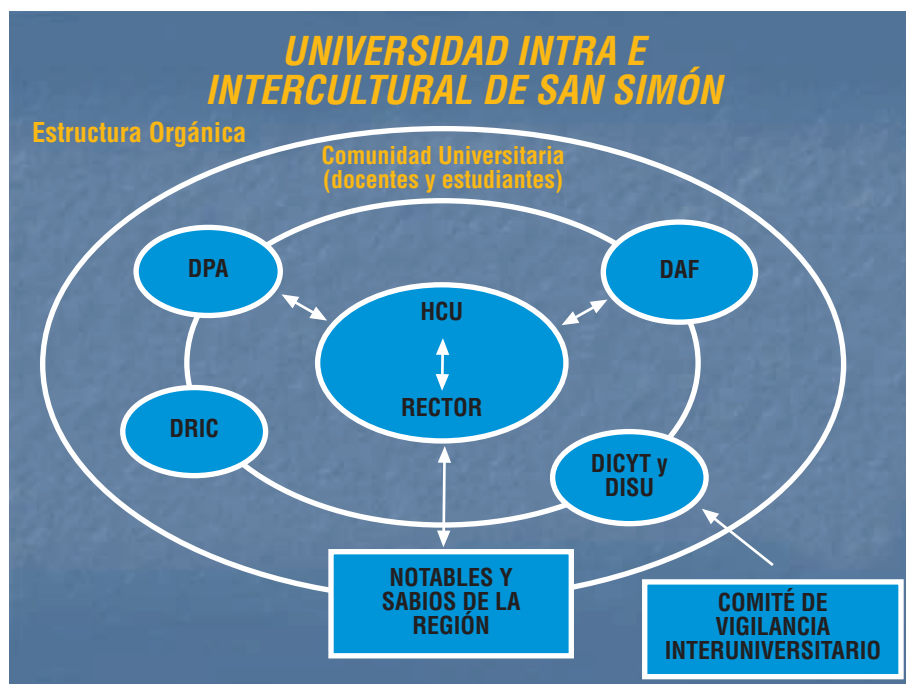 UNIVERSIDAD INTRA E
INTERCULTURAL DE SAN SIMÓN
Estructura Orgánica
Comunidad Universitaria
(docentes y estudiantes)
DPA
DAF
HCU
RECTOR
DRIC
DICYT y
DISU
NOTABLES Y
SABIOS DE LA
REGIÓN
COMITÉ DE
VIGILANCIA
INTERUNIVERSITARIO